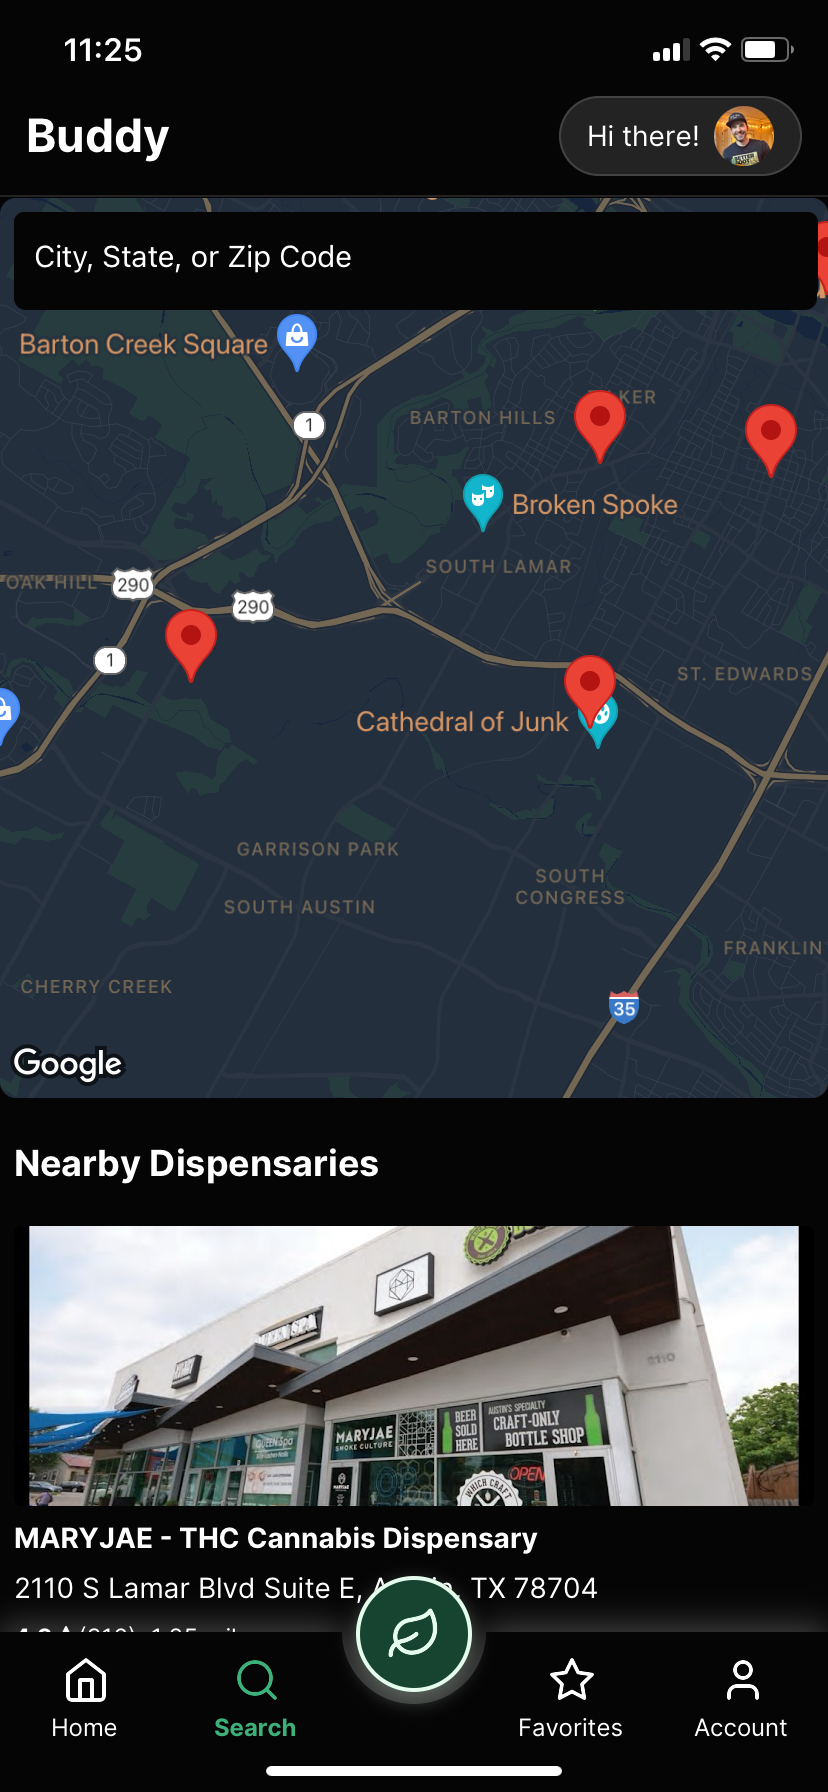 11:25
Buddy
Hi there!
City, State, or Zip Code
Barton Creek Square
1
BARTON HILLS
KER
Broken Spoke
SOUTH LAMAR
OAK HILL
290
290
1
ST. EDWARDS
Cathedral of Junk
GARRISON PARK
SOUTH
CONGRESS
SOUTH AUSTIN
FRANKLIN
CHERRY CREEK
35
Google
Nearby Dispensaries
2110
QUEEN Spa
MARYJAE
SMOKE CULTURE
BEER
SOLD
HERE
AUSTIN'S SPECIALTY
CRAFT-ONLY
BOTTLE SHOP
OPEN
WHICH CRAFT
MARYJAE - THC Cannabis Dispensary
2110 S Lamar Blvd Suite E, TX 78704
Home
Search
Favorites
Account